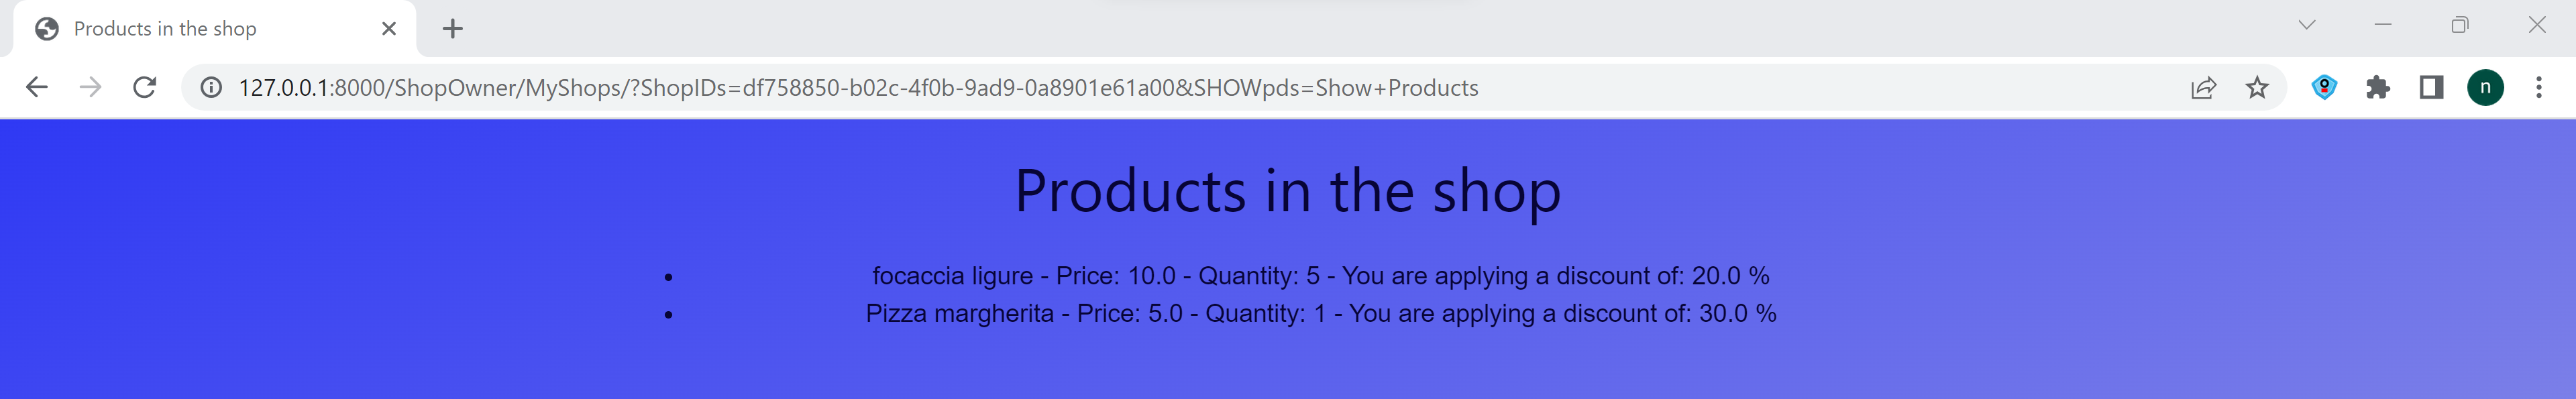 Products in the shop
127.0.0.1:8000/ShopOwner/MyShops/?ShopIDs=df758850-b02c-4f0b-9ad9-0a8901e61a00&SHOWpds=Show+Products
n
Products in the shop
• focaccia ligure - Price: 10.0 - Quantity: 5 - You are applying a discount of: 20.0 %
• Pizza margherita - Price: 5.0 - Quantity: 1 - You are applying a discount of: 30.0 %